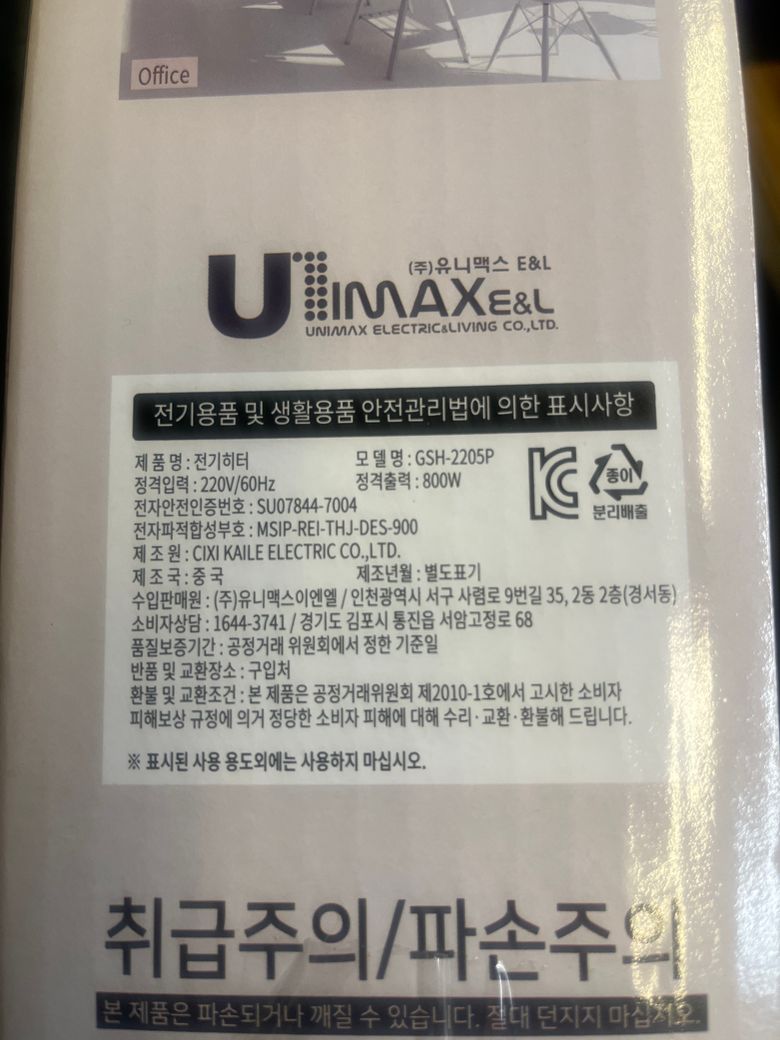 Office
(주)유니맥스 E&L
UNIMAX E&L
UNIMAX ELECTRIC&LIVING CO.,LTD.
전기용품 및 생활용품 안전관리법에 의한 표시사항
제품명 : 전기히터 모델명 : GSH-2205P
정격입력 : 220V/60Hz 정격출력 : 800W
전자안전인증번호 : SU07844-7004
전자파적합성부호 : MSIP-REI-THJ-DES-900
제조원 : CIXI KAILE ELECTRIC CO.,LTD.
제조국 : 중국 제조년월 : 별도표기
KC
종이
분리배출
수입판매원 : (주)유니맥스이엔엘 / 인천광역시 서구 사렴로 9번길 35, 2동 2층(경서동)
소비자상담 : 1644-3741 / 경기도 김포시 통진읍 서암고정로 68
품질보증기간 : 공정거래 위원회에서 정한 기준일
반품 및 교환장소 : 구입처
환불 및 교환조건 : 본 제품은 공정거래위원회 제2010-1호에서 고시한 소비자
피해보상 규정에 의거 정당한 소비자 피해에 대해 수리·교환·환불해 드립니다.
※ 표시된 사용 용도외에는 사용하지 마십시오.
취급주의/파손주의
본 제품은 파손되거나 깨질 수 있습니다. 절대 던지지 마십시오.